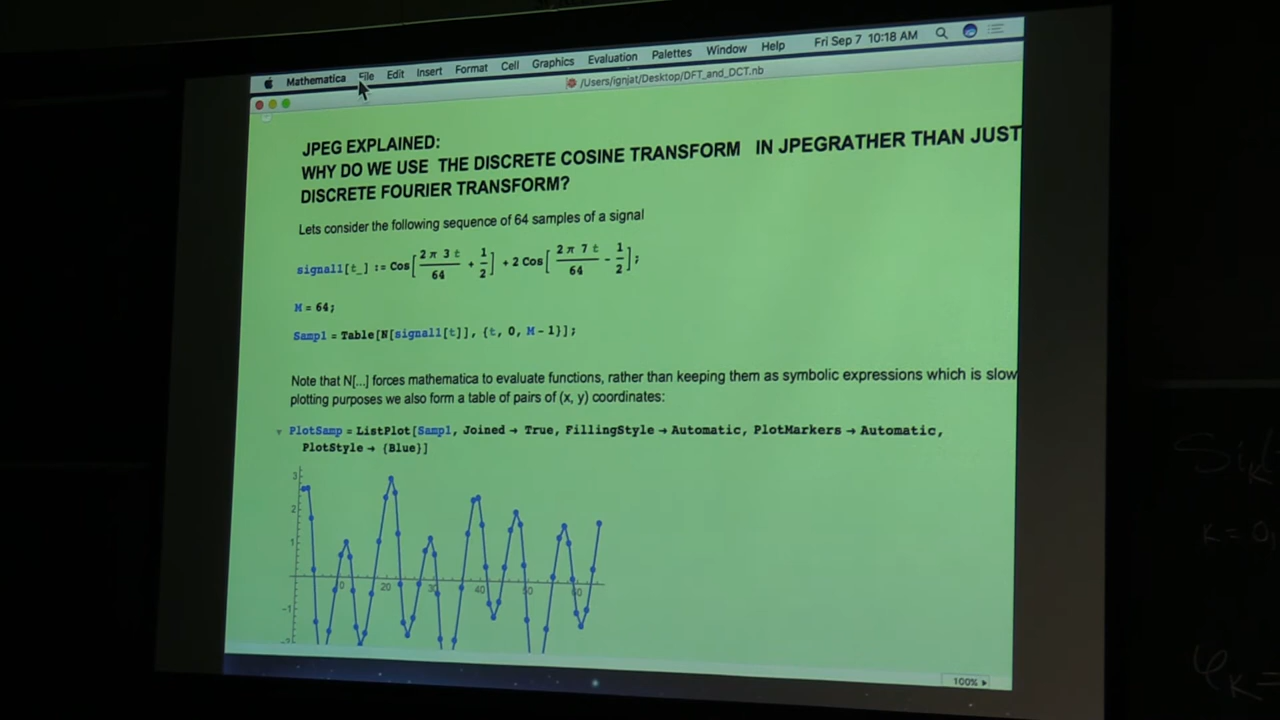 Mathematica File Edit Insert Format Cell Graphics Evaluation Palettes Window Help Fri Sep 7 10:18 AM
/Users/ignjat/Desktop/DFT_and_DCT.nb
JPEG EXPLAINED:
WHY DO WE USE THE DISCRETE COSINE TRANSFORM IN JPEGRATHER THAN JUST
DISCRETE FOURIER TRANSFORM?
Lets consider the following sequence of 64 samples of a signal
signal1[t_] := Cos[2 π 3 t/64 + 1/2] + 2 Cos[2 π 7 t/64 - 1/2];
M = 64;
Samp1 = Table[N[signal1[t]], {t, 0, M - 1}];
Note that N[...] forces mathematica to evaluate functions, rather than keeping them as symbolic expressions which is slow
plotting purposes we also form a table of pairs of (x, y) coordinates:
PlotSamp = ListPlot[Samp1, Joined → True, FillingStyle → Automatic, PlotMarkers → Automatic,
PlotStyle → {Blue}]
3
2
1
-1
-2
20 30 40 50 60
100%
K = 0,
φK =